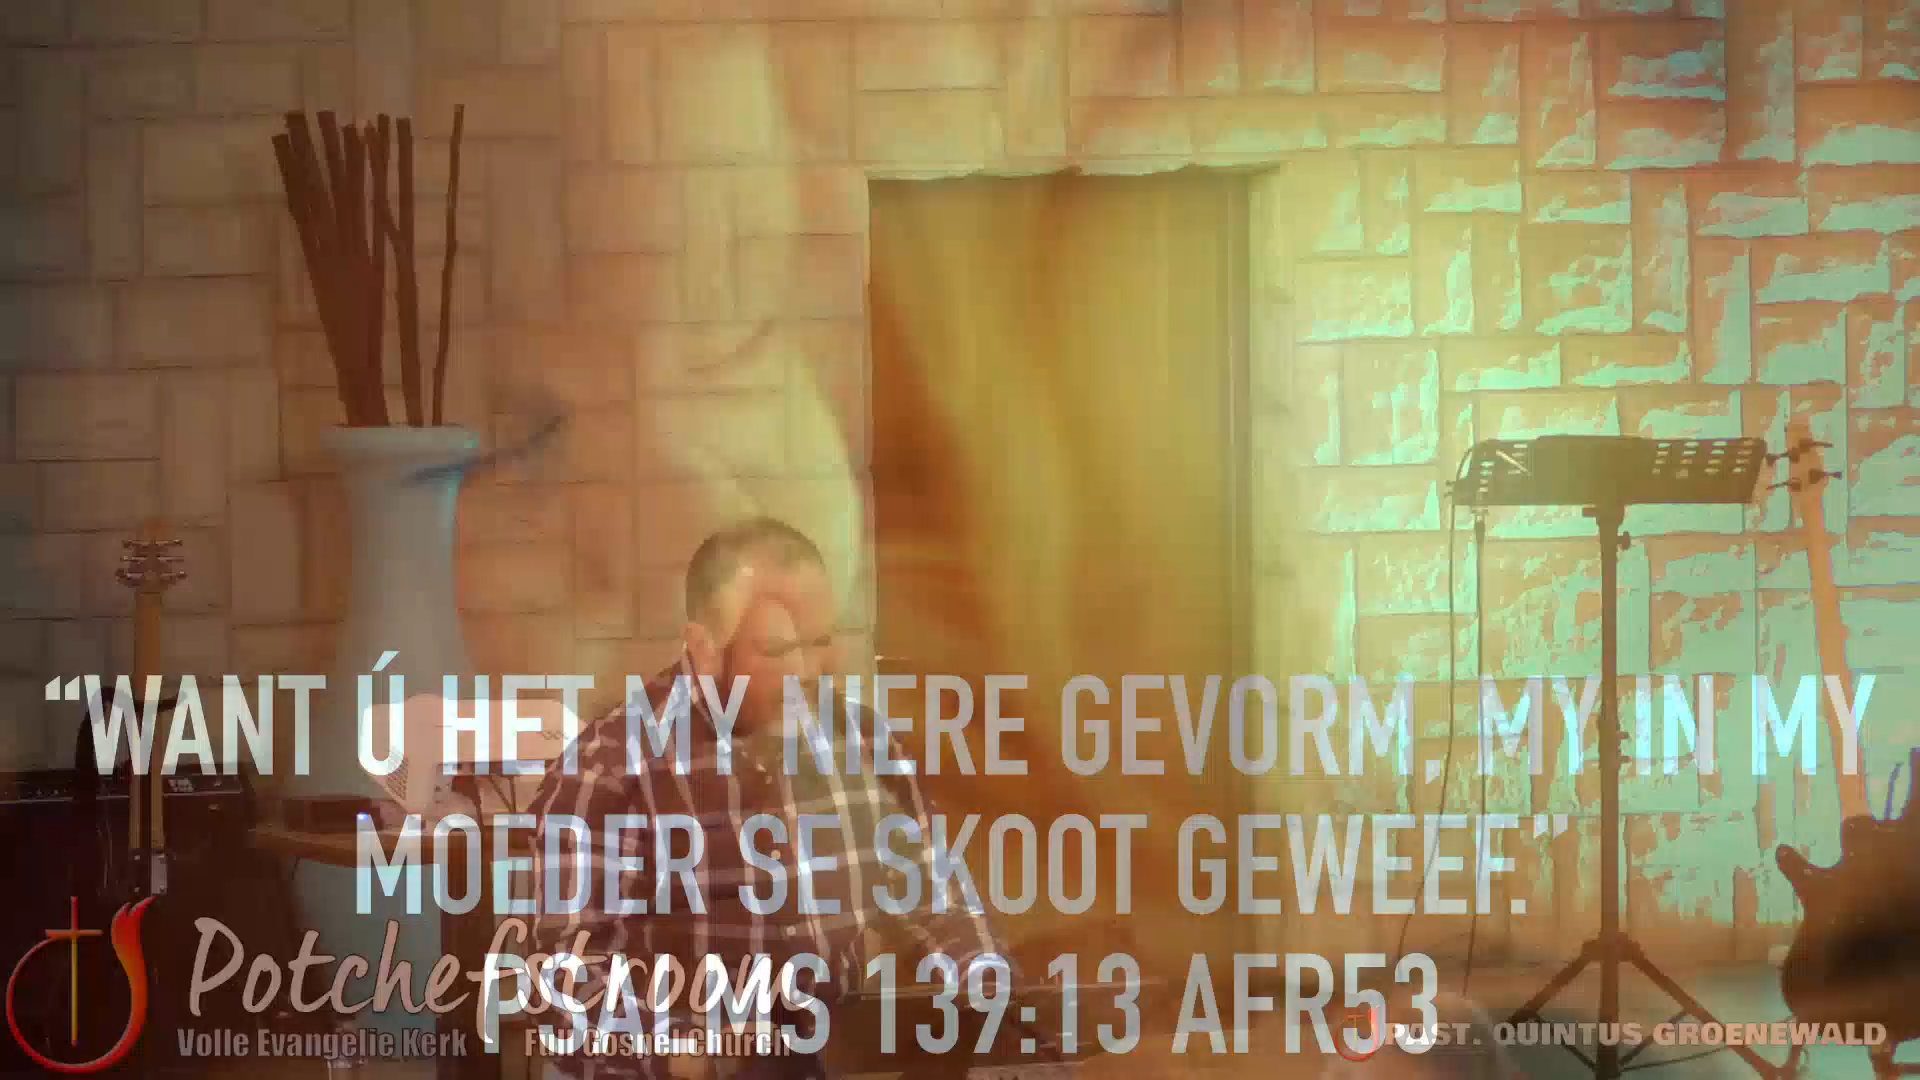 “WANT Ú HET MY NIERE GEVORM, MY IN MY
MOEDER SE SKOOT GEWEEF.”
PSALMS 139:13 AFR53
Potchefstroom
Volle Evangelie Kerk Full Gospel Church
PAST. QUINTUS GROENEWALD